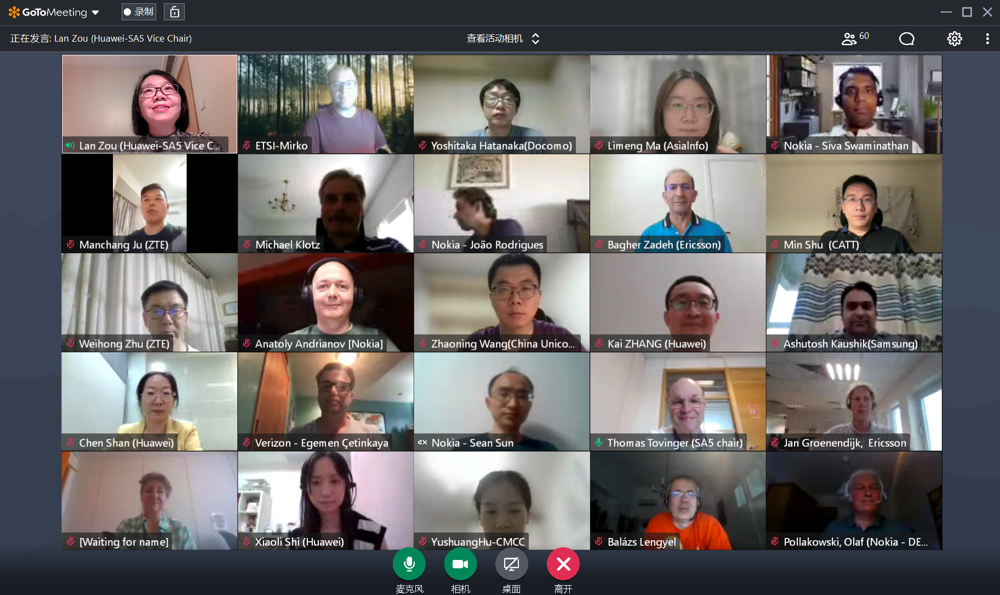 GoToMeeting
录制
正在发言: Lan Zou (Huawei-SA5 Vice Chair)
查看活动相机
60
Lan Zou (Huawei-SA5 Vice C...
ETSI-Mirko
Yoshitaka Hatanaka(Docomo)
Limeng Ma (AsiaInfo)
Nokia - Siva Swaminathan
Manchang Ju (ZTE)
Michael Klotz
Nokia - João Rodrigues
Bagher Zadeh (Ericsson)
Min Shu (CATT)
Weihong Zhu (ZTE)
Anatoly Andrianov [Nokia]
Zhaoning Wang(China Unico...
Kai ZHANG (Huawei)
Ashutosh Kaushik(Samsung)
Chen Shan (Huawei)
Verizon - Egemen Çetinkaya
Nokia - Sean Sun
Thomas Tovinger (SA5 chair)
Jan Groenendijk, Ericsson
[Waiting for name]
Xiaoli Shi (Huawei)
YushuangHu-CMCC
Balázs Lengyel
Pollakowski, Olaf (Nokia - DE...
麦克风
相机
桌面
离开